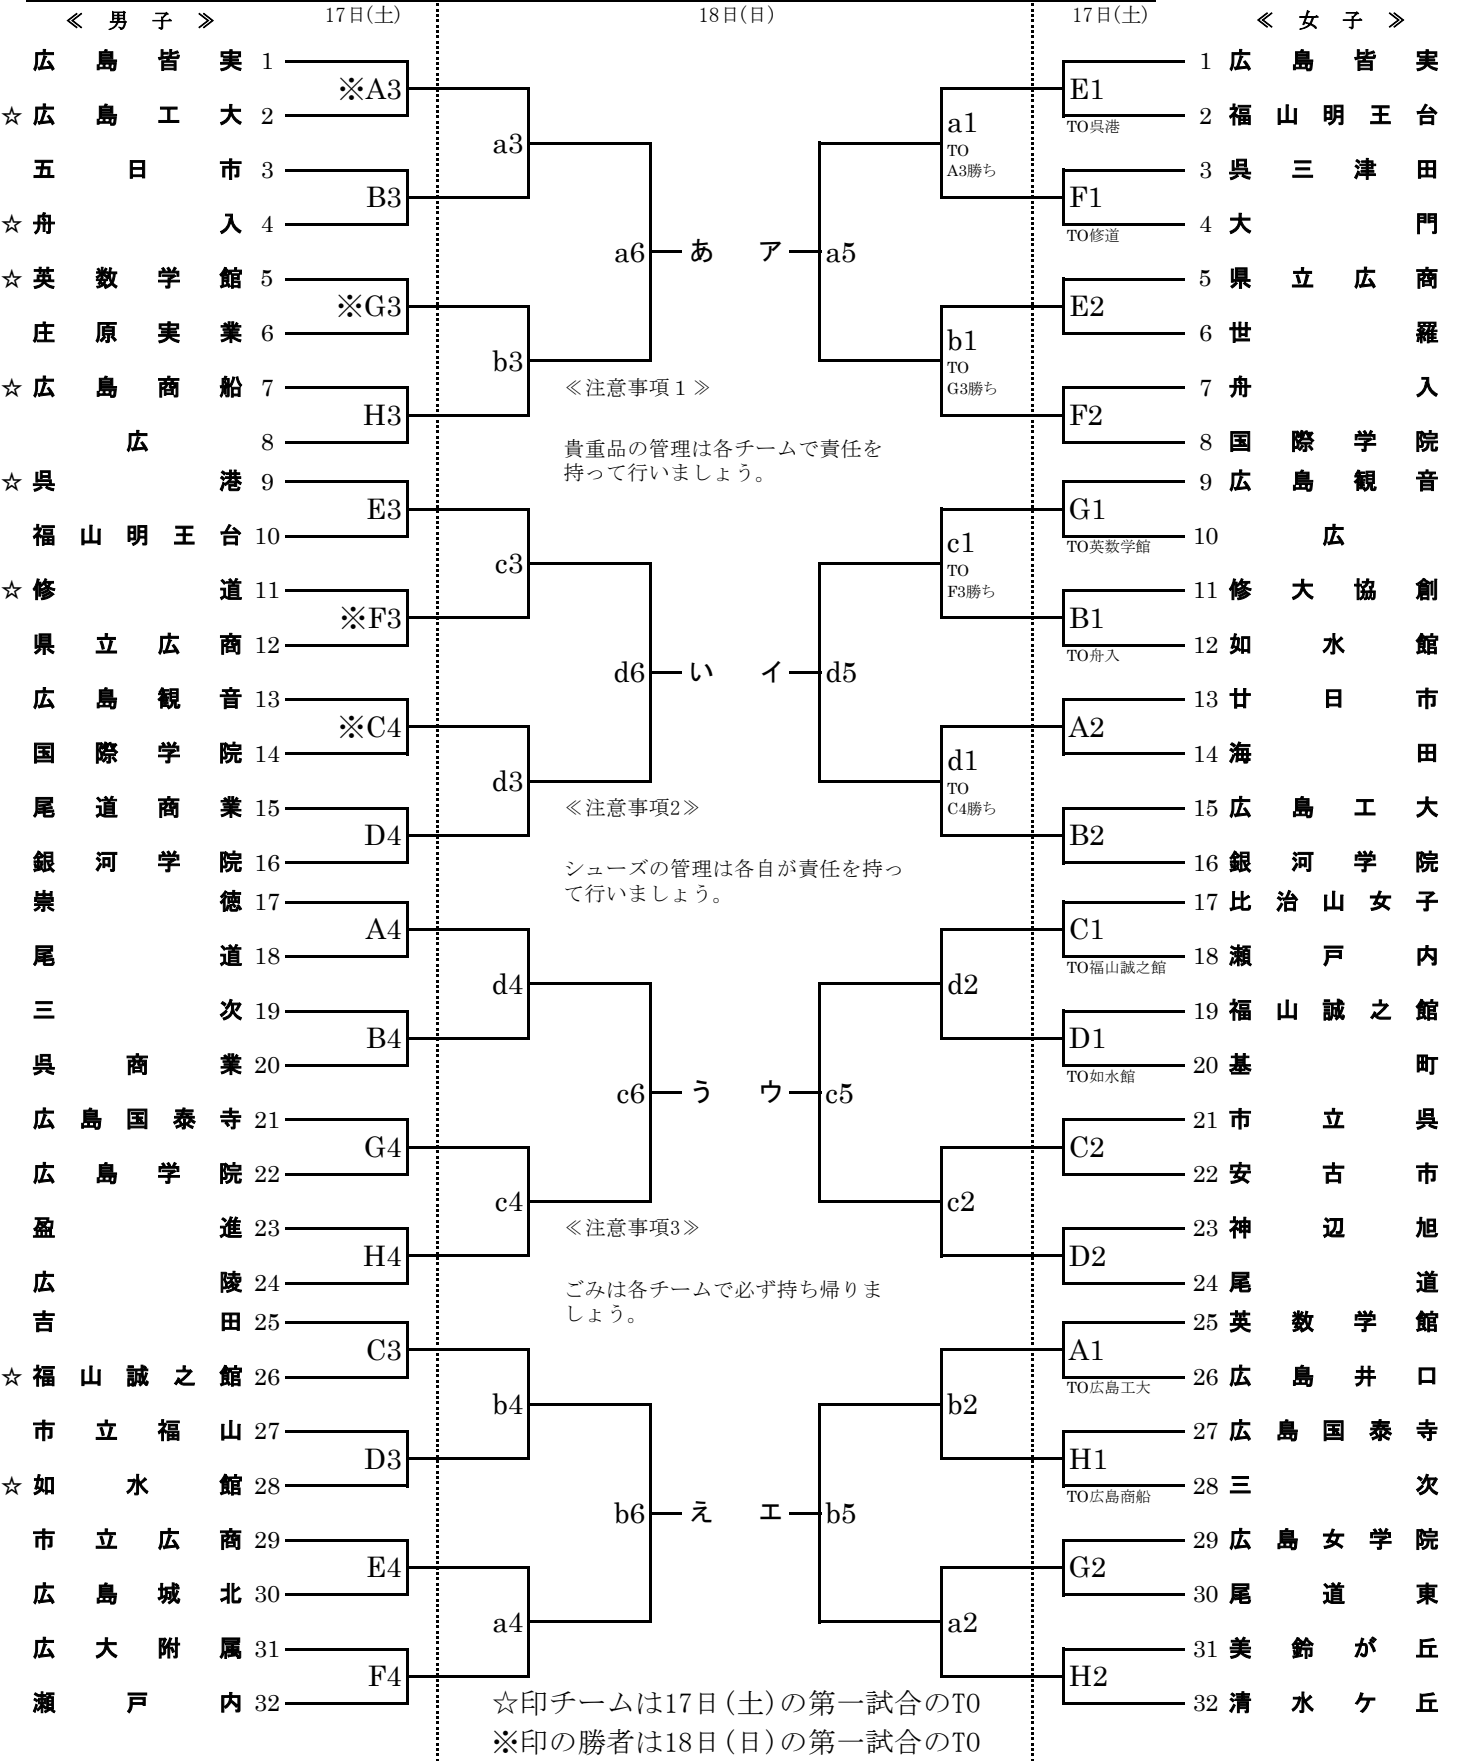 ≪ 男 子 ≫ 17日(土) 18日(日) 17日(土) ≪ 女 子 ≫
広島皆実 1
※A3
☆広島工大 2
a3
五日市 3
B3
☆舟入 4
a6 あ
☆英数学館 5
※G3
庄原実業 6
b3
☆広島商船 7
H3
広 8
☆呉港 9
E3
福山明王台 10
c3
☆修道 11
※F3
県立広商 12
d6 い
広島観音 13
※C4
国際学院 14
d3
尾道商業 15
D4
銀河学院 16
崇徳 17
A4
尾道 18
d4
三次 19
B4
呉商業 20
c6 う
広島国泰寺 21
G4
広島学院 22
c4
盈進 23
H4
広陵 24
吉田 25
C3
☆福山誠之館 26
b4
市立福山 27
D3
☆如水館 28
b6 え
市立広商 29
E4
広島城北 30
a4
広大附属 31
F4
瀬戸内 32
≪注意事項１≫
貴重品の管理は各チームで責任を
持って行いましょう。
≪注意事項2≫
シューズの管理は各自が責任を持っ
て行いましょう。
≪注意事項3≫
ごみは各チームで必ず持ち帰りま
しょう。
1 広島皆実
E1
2 福山明王台
TO呉港
a1
TO
A3勝ち
3 呉三津田
F1
4 大門
TO修道
ア a5
5 県立広商
E2
6 世羅
b1
TO
G3勝ち
7 舟入
F2
8 国際学院
9 広島観音
G1
10 広
TO英数学館
c1
TO
F3勝ち
11 修大協創
B1
12 如水館
TO舟入
イ d5
13 廿日市
A2
14 海田
d1
TO
C4勝ち
15 広島工大
B2
16 銀河学院
17 比治山女子
C1
18 瀬戸内
TO福山誠之館
d2
19 福山誠之館
D1
20 基町
TO如水館
ウ c5
21 市立呉
C2
22 安古市
c2
23 神辺旭
D2
24 尾道
25 英数学館
A1
26 広島井口
TO広島工大
b2
27 広島国泰寺
H1
28 三次
TO広島商船
エ b5
29 広島女学院
G2
30 尾道東
a2
31 美鈴が丘
H2
32 清水ケ丘
☆印チームは17日(土)の第一試合のTO
※印の勝者は18日(日)の第一試合のTO